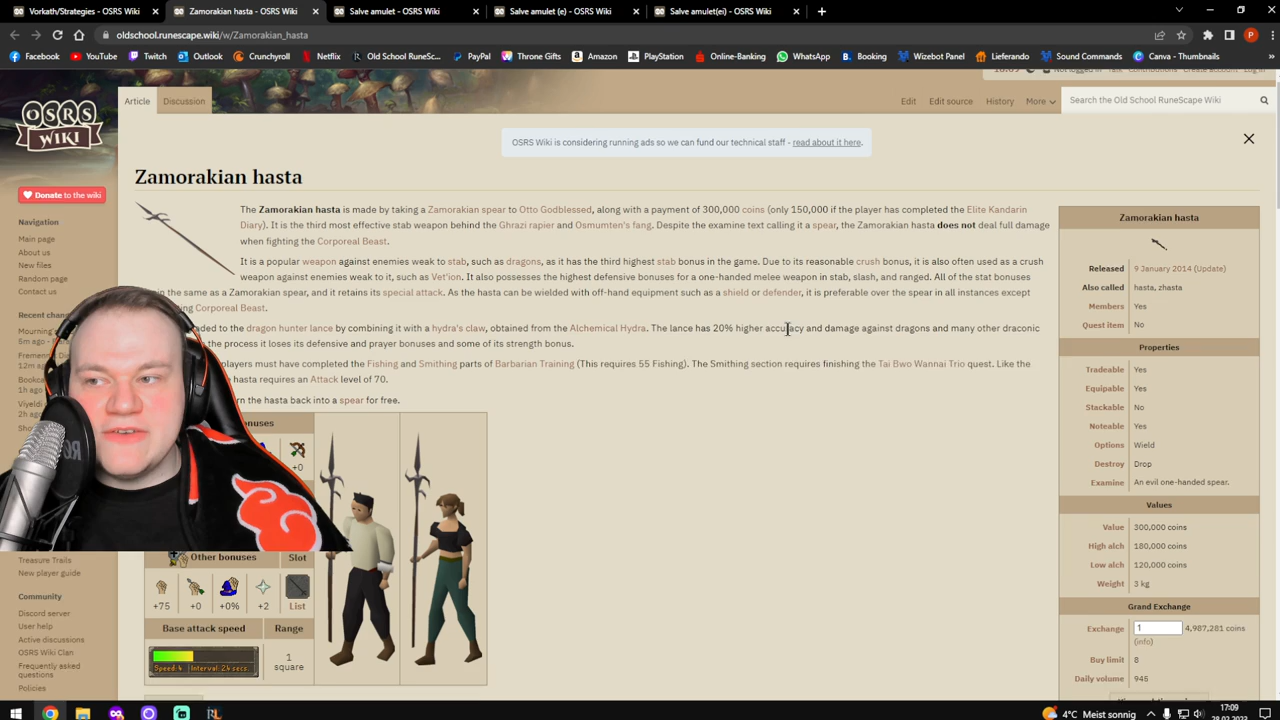 Vorkath/Strategies - OSRS Wiki × Zamorakian hasta - OSRS Wiki × Salve amulet - OSRS Wiki × Salve amulet (e) - OSRS Wiki × Salve amulet(ei) - OSRS Wiki × +
oldschool.runescape.wiki/w/Zamorakian_hasta
Facebook YouTube Twitch Outlook Crunchyroll Netflix Old School RuneSc... PayPal Throne Gifts Amazon PlayStation Online-Banking WhatsApp Booking Wizebot Panel Lieferando Sound Commands Canva - Thumbnails
OSRS
WIKI
Article Discussion Edit Edit source History More Search the Old School RuneScape Wiki
OSRS Wiki is considering running ads so we can fund our technical staff - read about it here.
Zamorakian hasta
Donate to the wiki
The Zamorakian hasta is made by taking a Zamorakian spear to Otto Godblessed, along with a payment of 300,000 coins (only 150,000 if the player has completed the Elite Kandarin
Diary). It is the third most effective stab weapon behind the Ghrazi rapier and Osmumten's fang. Despite the examine text calling it a spear, the Zamorakian hasta does not deal full damage
when fighting the Corporeal Beast.
It is a popular weapon against enemies weak to stab, such as dragons, as it has the third highest stab bonus in the game. Due to its reasonable crush bonus, it is also often used as a crush
weapon against enemies weak to it, such as Vet'ion. It also possesses the highest defensive bonuses for a one-handed melee weapon in stab, slash, and ranged. All of the stat bonuses
in the same as a Zamorakian spear, and it retains its special attack. As the hasta can be wielded with off-hand equipment such as a shield or defender, it is preferable over the spear in all instances except
Corporeal Beast.
to the dragon hunter lance by combining it with a hydra's claw, obtained from the Alchemical Hydra. The lance has 20% higher accuracy and damage against dragons and many other draconic
the process it loses its defensive and prayer bonuses and some of its strength bonus.
players must have completed the Fishing and Smithing parts of Barbarian Training (This requires 55 Fishing). The Smithing section requires finishing the Tai Bwo Wannai Trio quest. Like the
hasta requires an Attack level of 70.
the hasta back into a spear for free.
Navigation
Main page
About us
New files
Random page
Recent changes
Treasure Trails
New player guide
Community
Discord server
User help
Active discussions
OSRS Wiki Clan
Frequently asked
questions
Policies
bonuses
+0
Other bonuses Slot
+75 +0 +0% +2 List
Base attack speed Range
Speed: 4 Interval: 2.4 secs.
1
square
Zamorakian hasta
Released 9 January 2014 (Update)
Also called hasta, zhasta
Members Yes
Quest item No
Properties
Tradeable Yes
Equipable Yes
Stackable No
Noteable Yes
Options Wield
Destroy Drop
Examine An evil one-handed spear.
Values
Value 300,000 coins
High alch 180,000 coins
Low alch 120,000 coins
Weight 3 kg
Grand Exchange
Exchange 1 4,907,281 coins
(info)
Buy limit 8
Daily volume 945
4°C Meist sonnig 17:09
28.02.2023